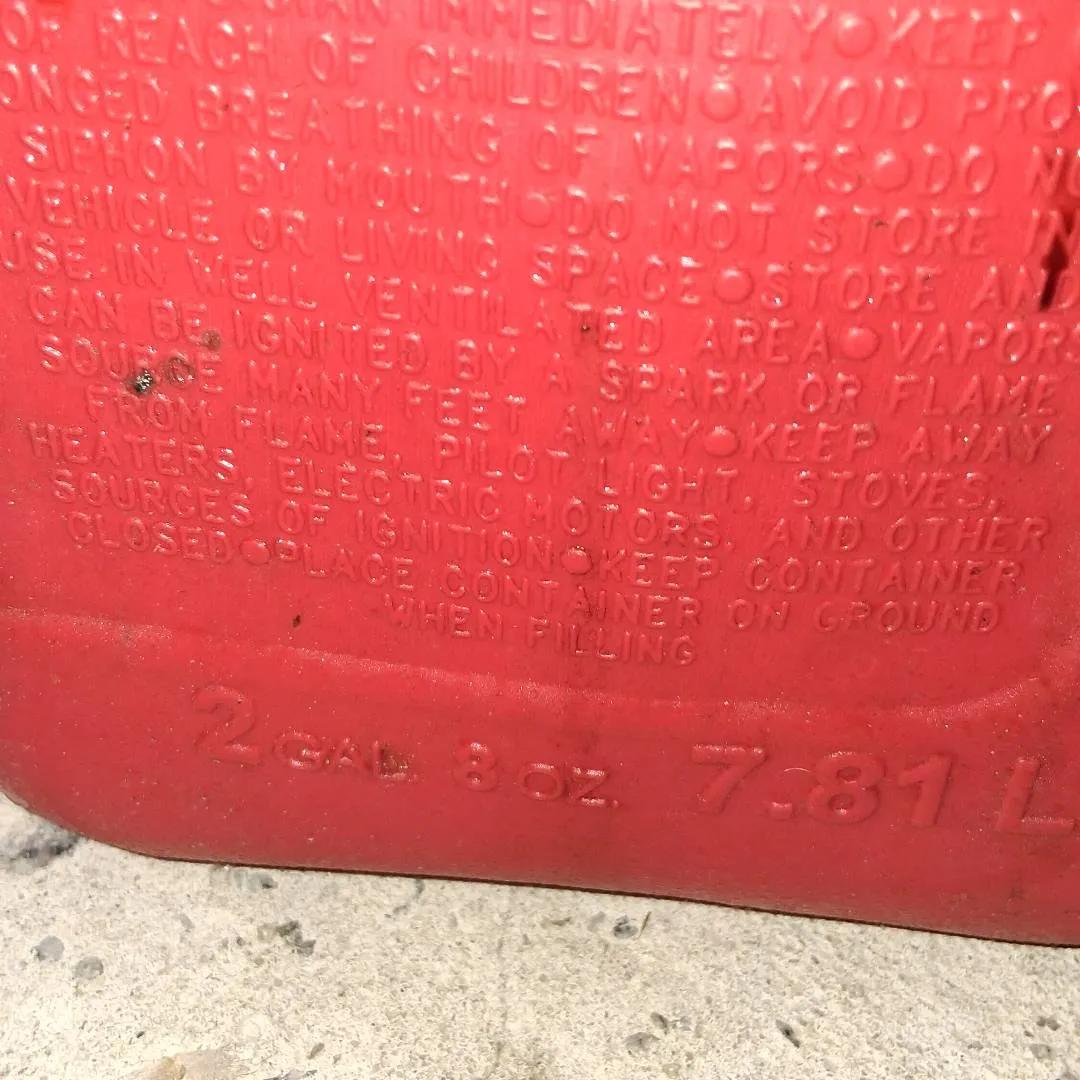 IMMEDIATELY•KEEP
OF REACH OF CHILDREN•AVOID PRO
ONGED BREATHING OF VAPORS•DO NO
SIPHON BY MOUTH•DO NOT STORE IN
VEHICLE OR LIVING SPACE•STORE AND
USE IN WELL VENTILATED AREA•VAPORS
CAN BE IGNITED BY A SPARK OR FLAME
SOURCE MANY FEET AWAY•KEEP AWAY
FROM FLAME, PILOT LIGHT, STOVES,
HEATERS, ELECTRIC MOTORS, AND OTHER
SOURCES OF IGNITION•KEEP CONTAINER
CLOSED•PLACE CONTAINER ON GROUND
WHEN FILLING
2 GAL. 8 OZ. 7.81 L